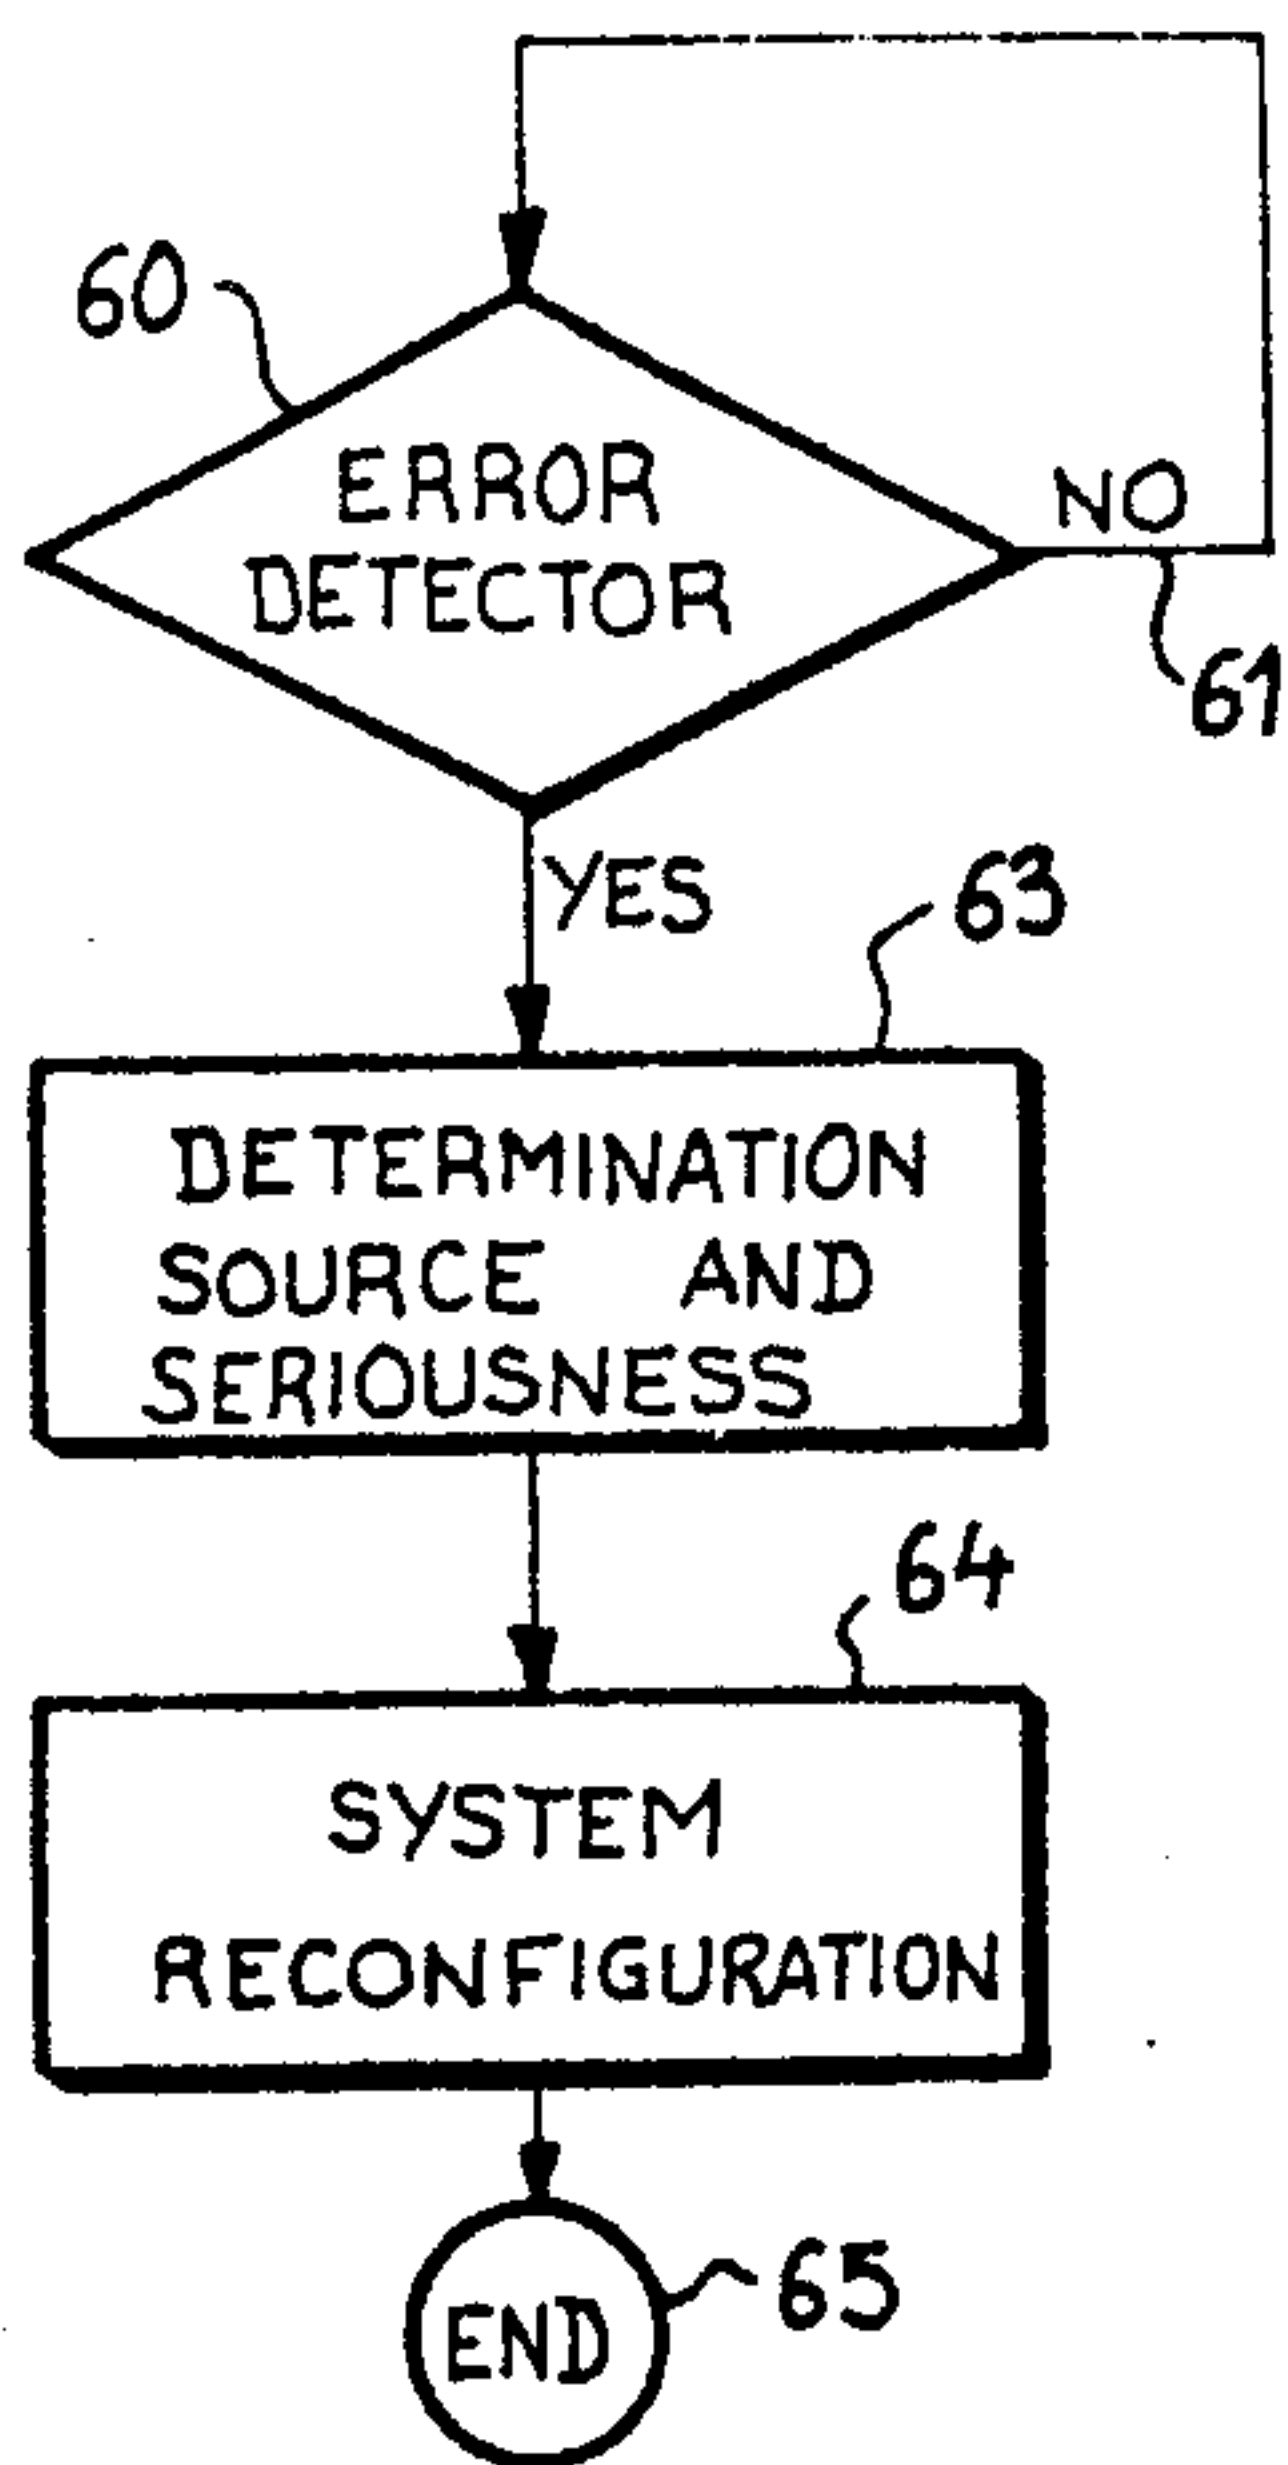 60
ERROR
DETECTOR
NO
61
YES
63
DETERMINATION
SOURCE AND
SERIOUSNESS
64
SYSTEM
RECONFIGURATION
END
65